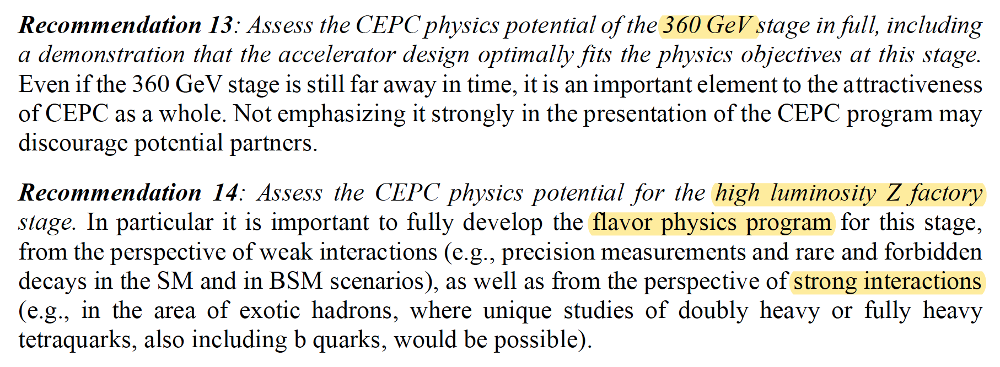 Recommendation 13: Assess the CEPC physics potential of the 360 GeV stage in full, including
a demonstration that the accelerator design optimally fits the physics objectives at this stage.
Even if the 360 GeV stage is still far away in time, it is an important element to the attractiveness
of CEPC as a whole. Not emphasizing it strongly in the presentation of the CEPC program may
discourage potential partners.
Recommendation 14: Assess the CEPC physics potential for the high luminosity Z factory
stage. In particular it is important to fully develop the flavor physics program for this stage,
from the perspective of weak interactions (e.g., precision measurements and rare and forbidden
decays in the SM and in BSM scenarios), as well as from the perspective of strong interactions
(e.g., in the area of exotic hadrons, where unique studies of doubly heavy or fully heavy
tetraquarks, also including b quarks, would be possible).